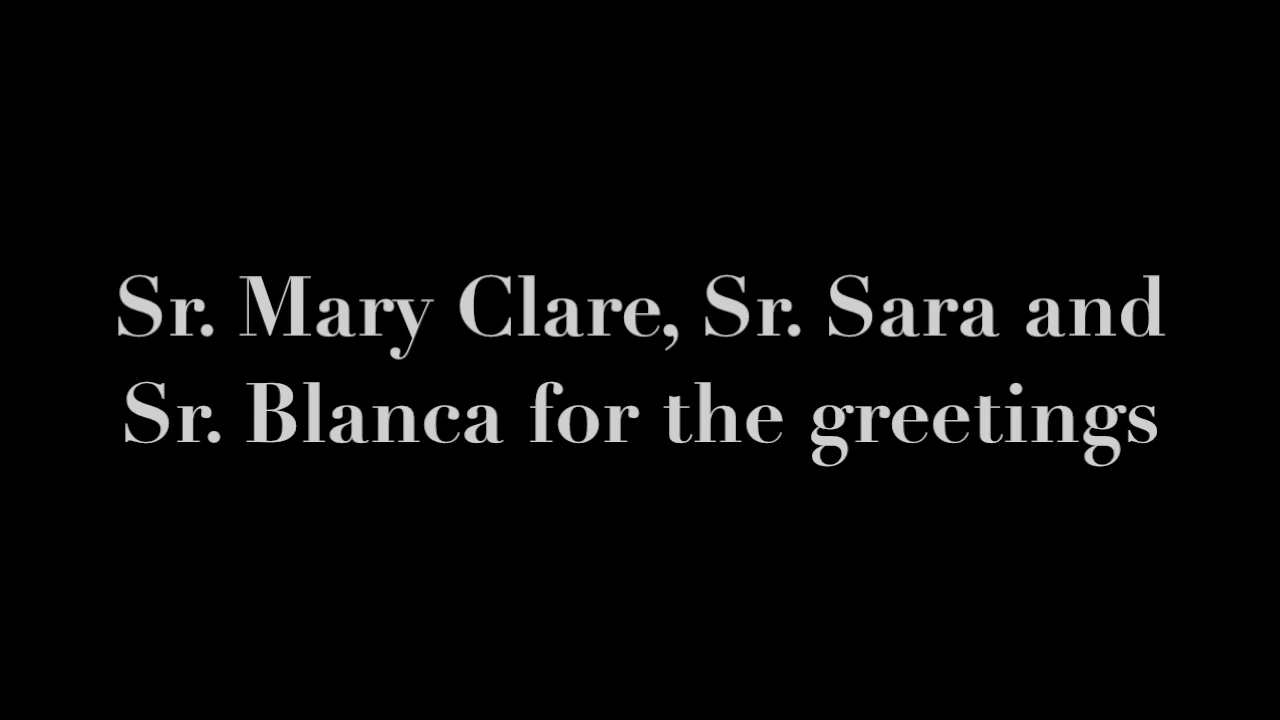 Sr. Mary Clare, Sr. Sara and
Sr. Blanca for the greetings